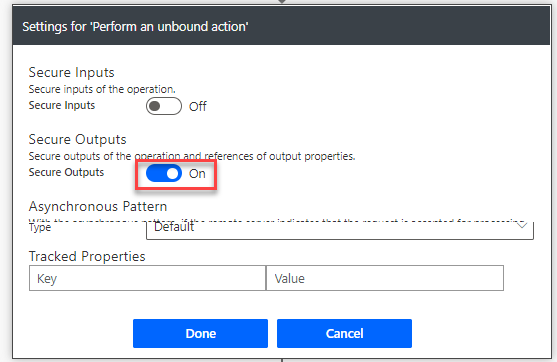 Settings for 'Perform an unbound action'
Secure Inputs
Secure inputs of the operation.
Secure Inputs
Off
Secure Outputs
Secure outputs of the operation and references of output properties.
Secure Outputs
On
Asynchronous Pattern
With the asynchronous pattern, if the remote server indicates that the request is accepted for processing
Type
Default
Tracked Properties
Key
Value
Done
Cancel